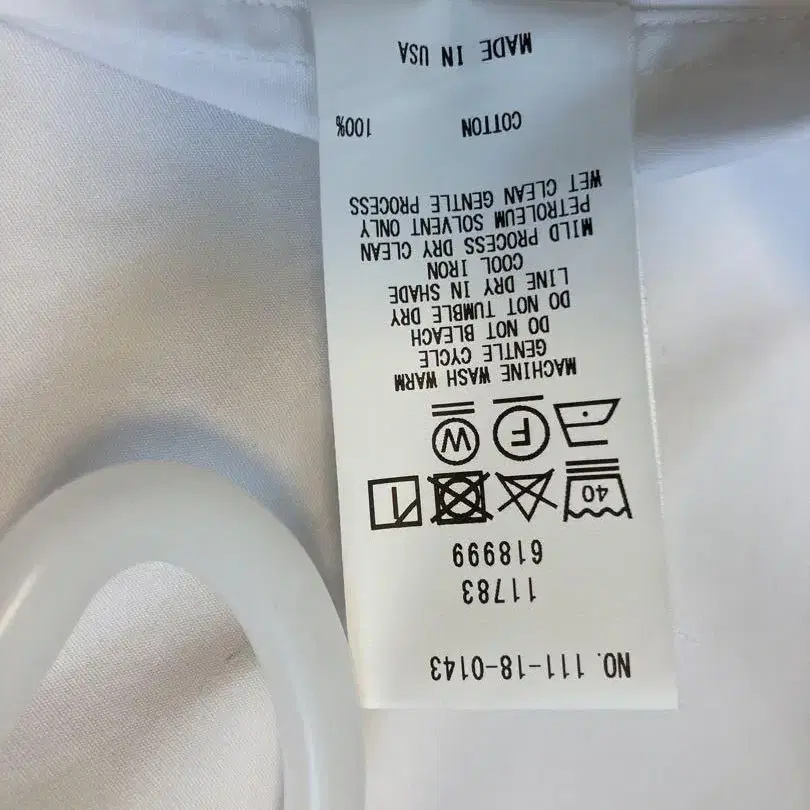 NO. 111-18-0143
11783
618999
40
F W
MACHINE WASH WARM
GENTLE CYCLE
DO NOT BLEACH
DO NOT TUMBLE DRY
LINE DRY IN SHADE
COOL IRON
MILD PROCESS DRY CLEAN
PETROLEUM SOLVENT ONLY
WET CLEAN GENTLE PROCESS
COTTON 100%
MADE IN USA